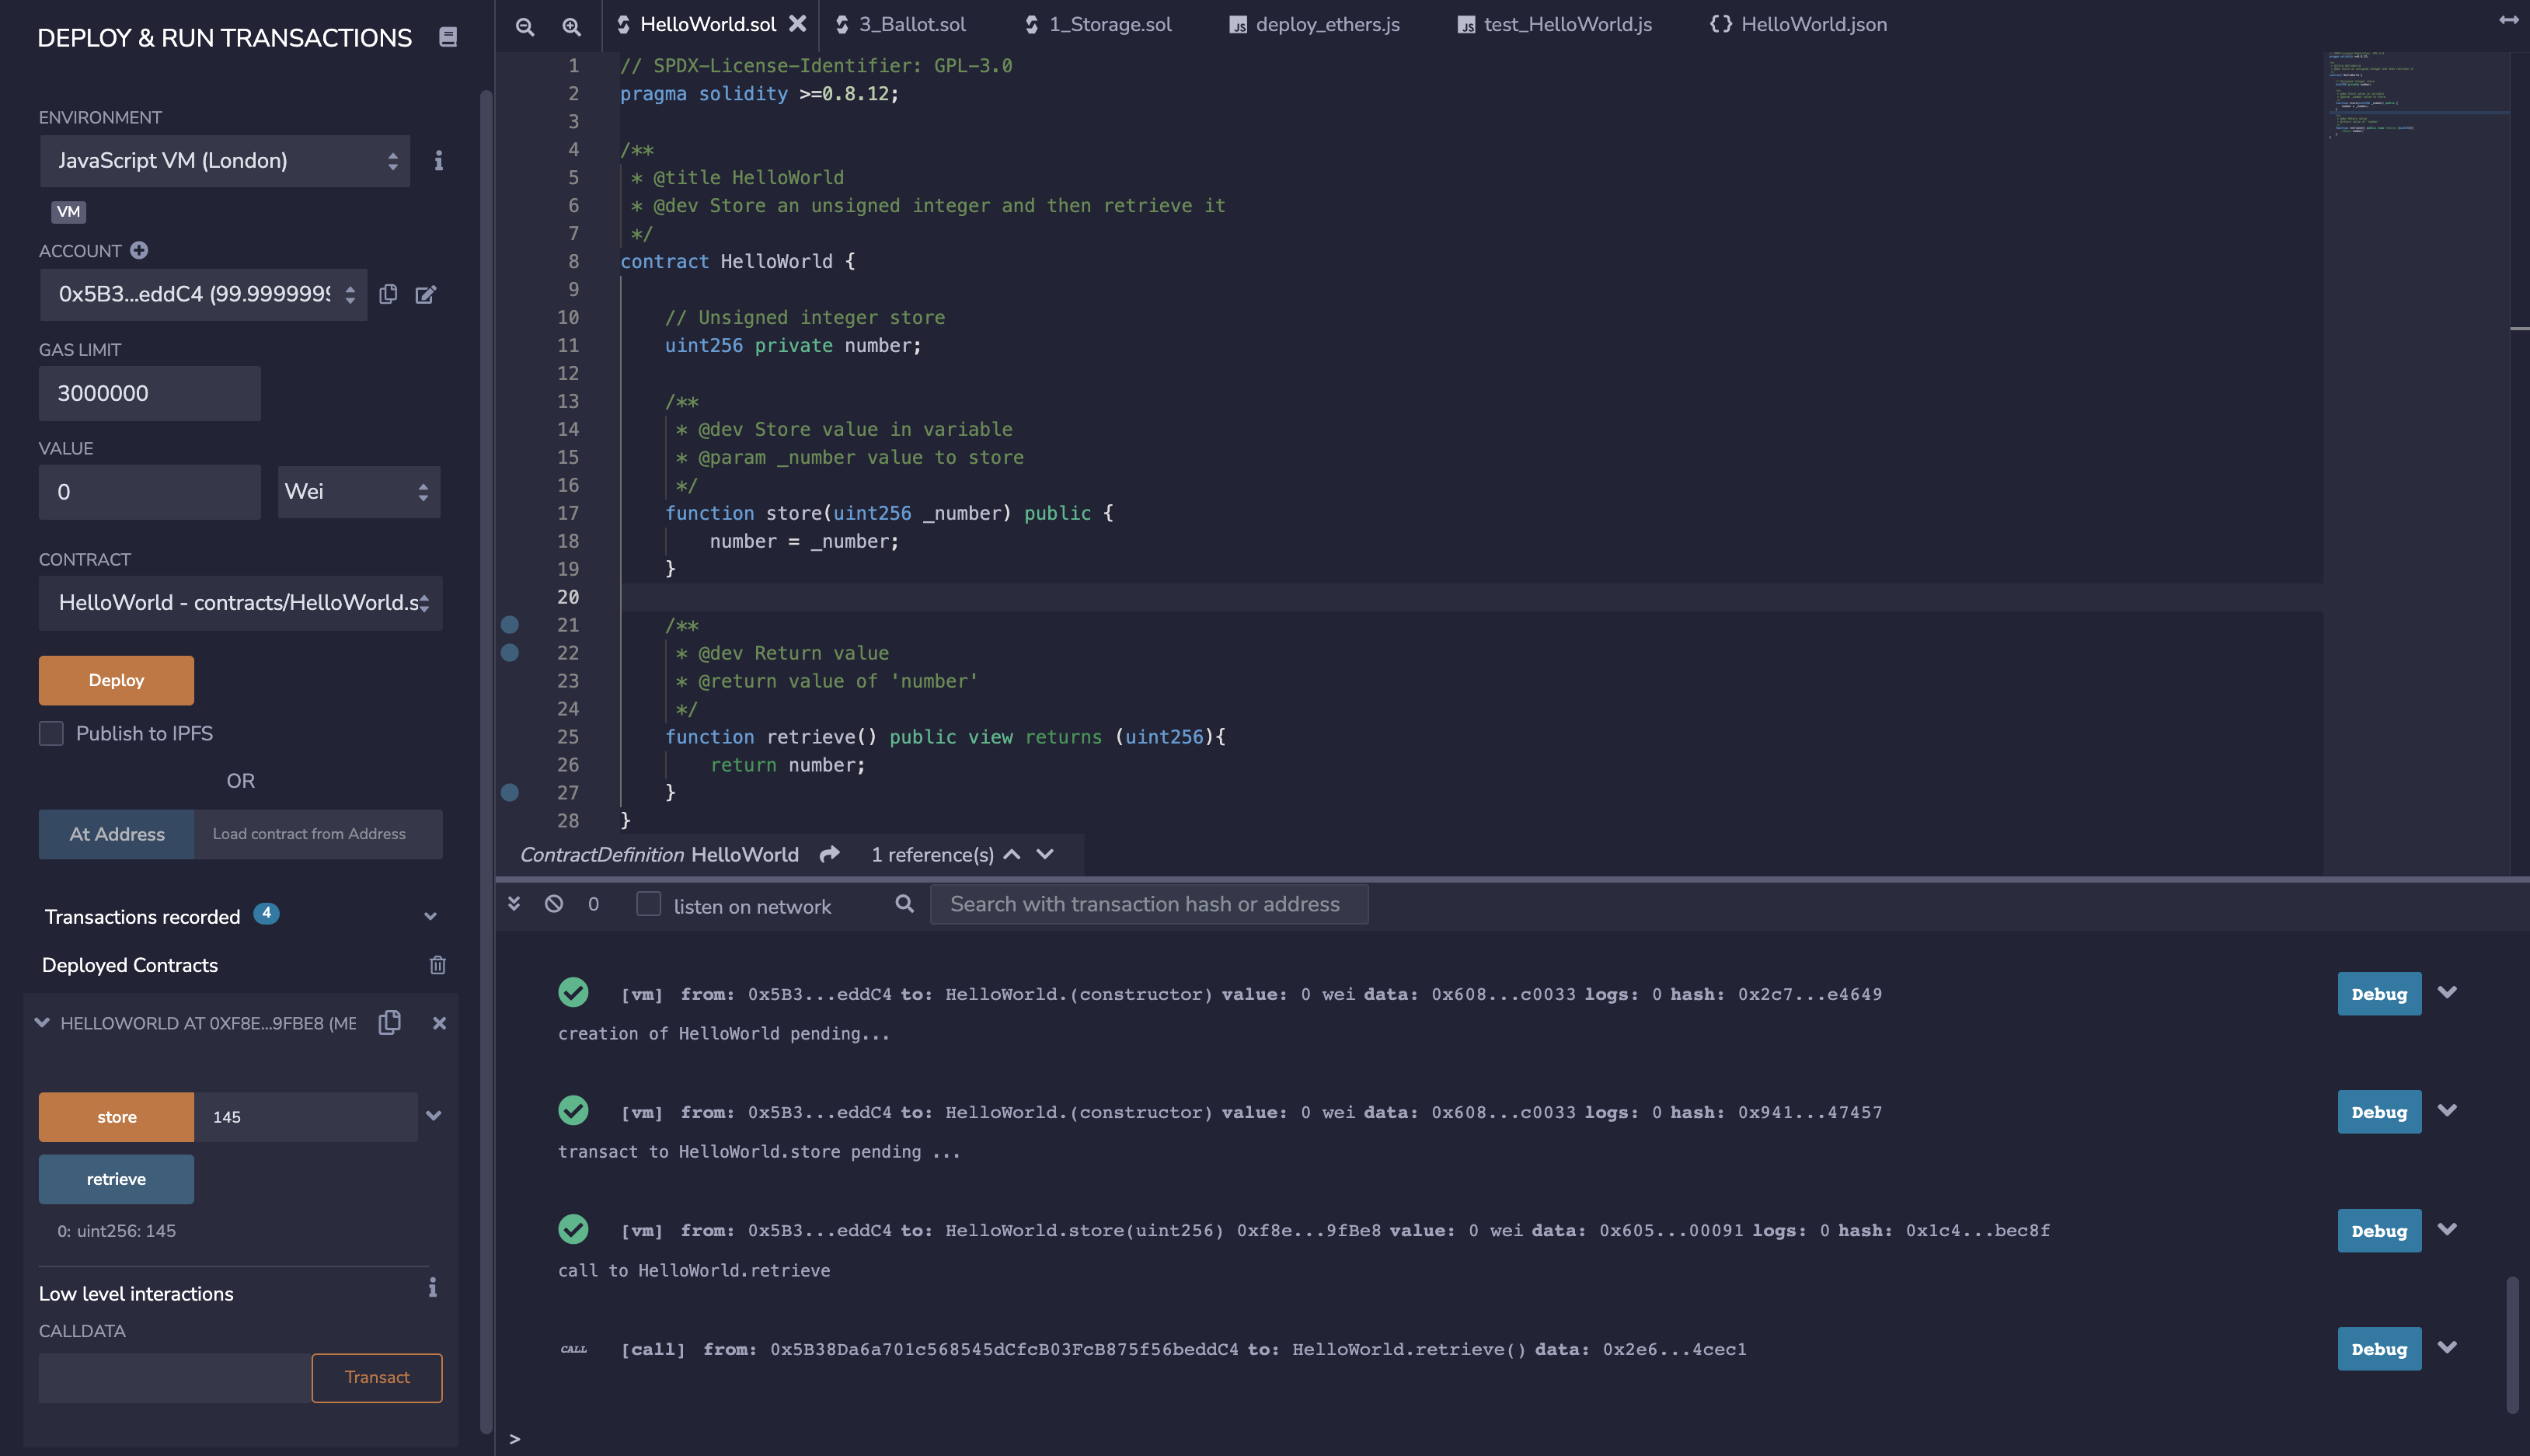 DEPLOY & RUN TRANSACTIONS
ENVIRONMENT
JavaScript VM (London)
VM
ACCOUNT
0x5B3...eddC4 (99.9999999
GAS LIMIT
3000000
VALUE
0
Wei
CONTRACT
HelloWorld - contracts/HelloWorld.s
Deploy
Publish to IPFS
OR
At Address
Load contract from Address
Transactions recorded 4
Deployed Contracts
HELLOWORLD AT 0XF8E...9FBE8 (ME
store
145
retrieve
0: uint256: 145
Low level interactions
CALLDATA
Transact
HelloWorld.sol
3_Ballot.sol
1_Storage.sol
JS deploy_ethers.js
JS test_HelloWorld.js
{} HelloWorld.json
1 // SPDX-License-Identifier: GPL-3.0
2 pragma solidity >=0.8.12;
3
4 /**
5  * @title HelloWorld
6  * @dev Store an unsigned integer and then retrieve it
7  */
8 contract HelloWorld {
9
10     // Unsigned integer store
11     uint256 private number;
12
13     /**
14      * @dev Store value in variable
15      * @param _number value to store
16      */
17     function store(uint256 _number) public {
18         number = _number;
19     }
20
21     /**
22      * @dev Return value
23      * @return value of 'number'
24      */
25     function retrieve() public view returns (uint256){
26         return number;
27     }
28 }
ContractDefinition HelloWorld 1 reference(s)
0
listen on network
Search with transaction hash or address
[vm] from: 0x5B3...eddC4 to: HelloWorld.(constructor) value: 0 wei data: 0x608...c0033 logs: 0 hash: 0x2c7...e4649
Debug
creation of HelloWorld pending...
[vm] from: 0x5B3...eddC4 to: HelloWorld.(constructor) value: 0 wei data: 0x608...c0033 logs: 0 hash: 0x941...47457
Debug
transact to HelloWorld.store pending ...
[vm] from: 0x5B3...eddC4 to: HelloWorld.store(uint256) 0xf8e...9fBe8 value: 0 wei data: 0x605...00091 logs: 0 hash: 0x1c4...bec8f
Debug
call to HelloWorld.retrieve
CALL
[call] from: 0x5B38Da6a701c568545dCfcB03FcB875f56beddC4 to: HelloWorld.retrieve() data: 0x2e6...4cec1
Debug
>